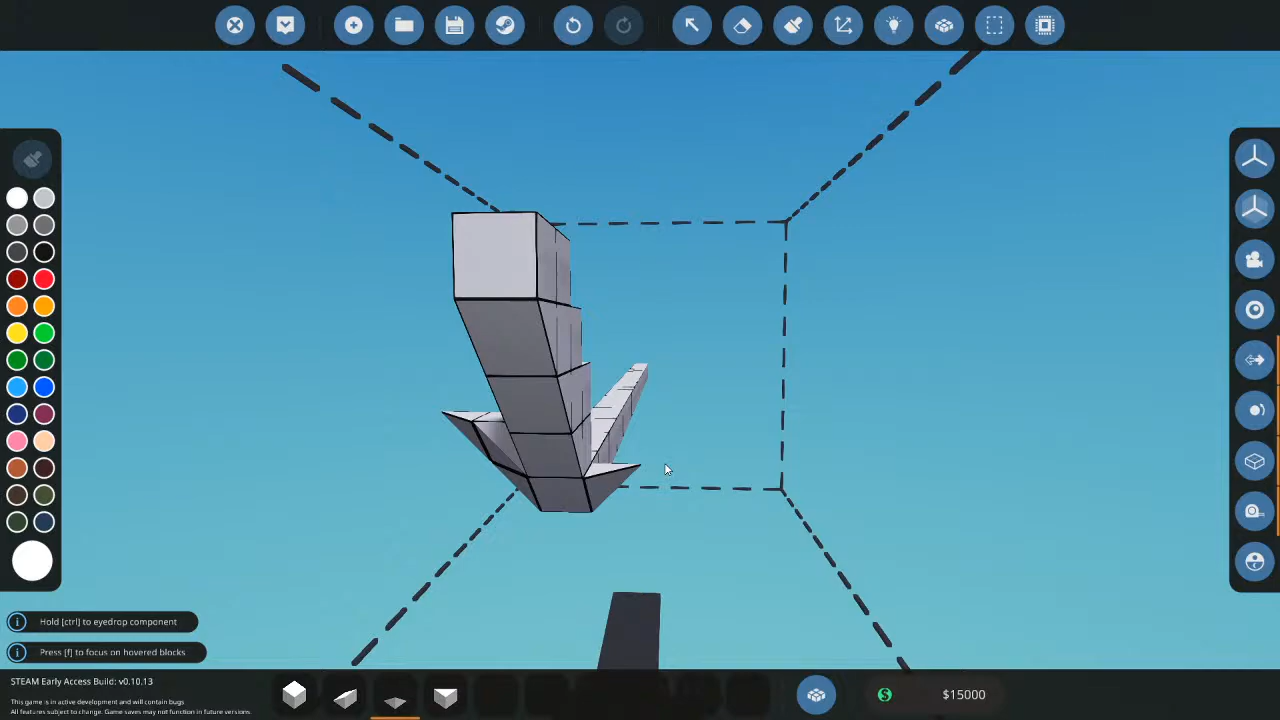 Hold [ctrl] to eyedrop component
Press [f] to focus on hovered blocks
STEAM Early Access Build: v0.10.13
This game is in active development and will contain bugs
All features subject to change. Game saves may not function in future versions.
$15000